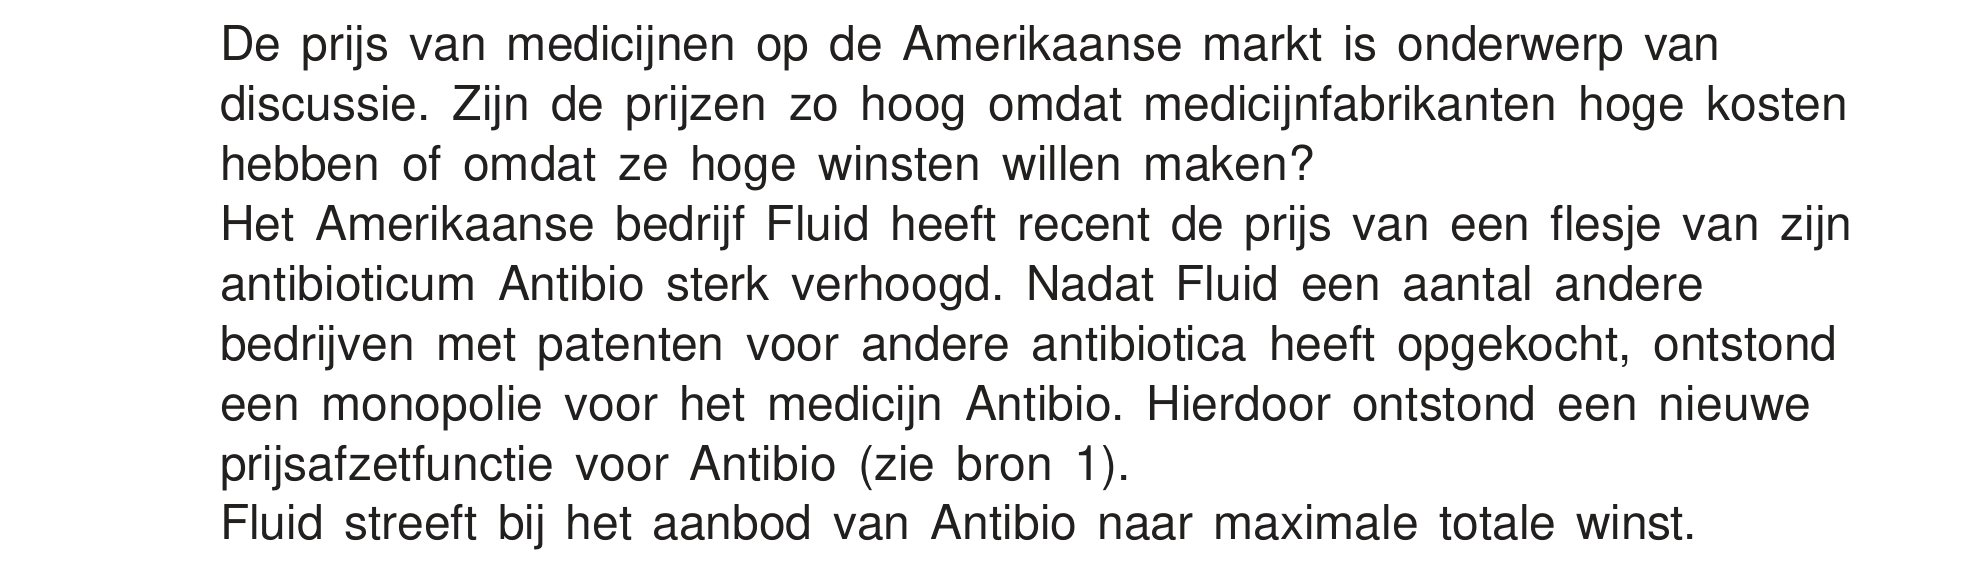 De prijs van medicijnen op de Amerikaanse markt is onderwerp van
discussie. Zijn de prijzen zo hoog omdat medicijnfabrikanten hoge kosten
hebben of omdat ze hoge winsten willen maken?
Het Amerikaanse bedrijf Fluid heeft recent de prijs van een flesje van zijn
antibioticum Antibio sterk verhoogd. Nadat Fluid een aantal andere
bedrijven met patenten voor andere antibiotica heeft opgekocht, ontstond
een monopolie voor het medicijn Antibio. Hierdoor ontstond een nieuwe
prijsafzetfunctie voor Antibio (zie bron 1).
Fluid streeft bij het aanbod van Antibio naar maximale totale winst.